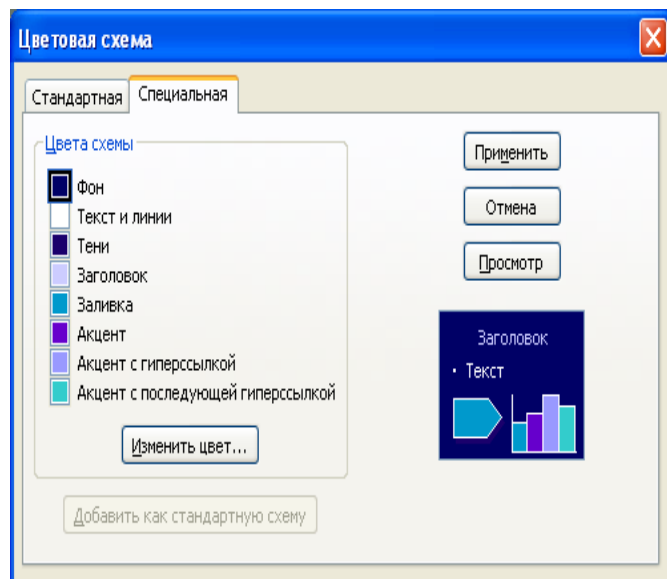 Цветовая схема
Стандартная
Специальная
Цвета схемы
Фон
Текст и линии
Тени
Заголовок
Заливка
Акцент
Акцент с гиперссылкой
Акцент с последующей гиперссылкой
Изменить цвет...
Добавить как стандартную схему
Применить
Отмена
Просмотр
Заголовок
• Текст